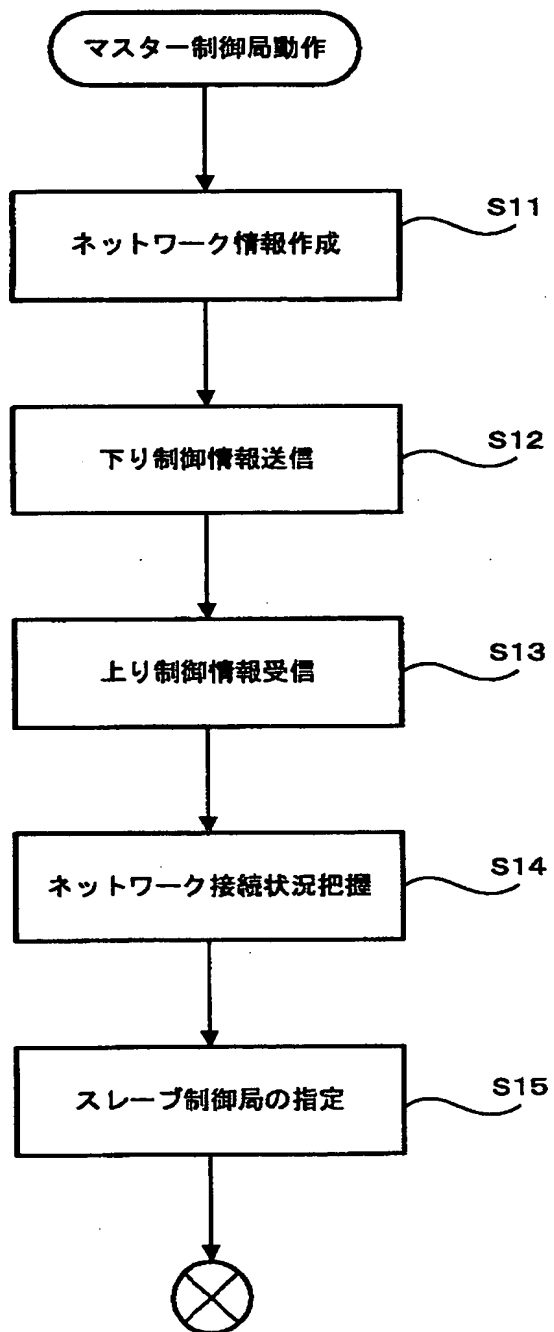 マスター制御局動作
S11
ネットワーク情報作成
S12
下り制御情報送信
S13
上り制御情報受信
S14
ネットワーク接続状況把握
S15
スレーブ制御局の指定